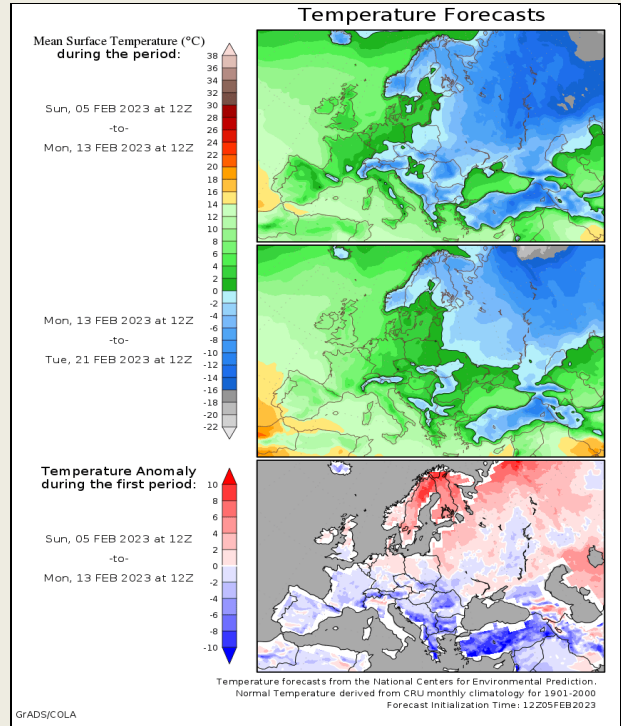 Temperature Forecasts
Mean Surface Temperature (°C)
during the period:
Sun, 05 FEB 2023 at 12Z
-to-
Mon, 13 FEB 2023 at 12Z
38
36
34
32
30
28
26
24
22
20
18
16
14
12
10
8
6
4
2
0
-2
-4
-6
-8
-10
-12
-14
-16
-18
-20
-22
Mon, 13 FEB 2023 at 12Z
-to-
Tue, 21 FEB 2023 at 12Z
Temperature Anomaly
during the first period:
Sun, 05 FEB 2023 at 12Z
-to-
Mon, 13 FEB 2023 at 12Z
10
8
6
4
2
0
-2
-4
-6
-8
-10
Temperature forecasts from the National Centers for Environmental Prediction.
Normal Temperature derived from CRU monthly climatology for 1901-2000
Forecast Initialization Time: 12Z05FEB2023
GrADS/COLA